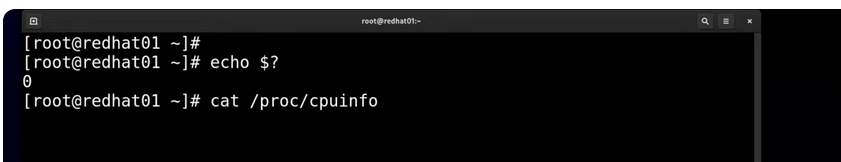 root@redhat01:~
[root@redhat01 ~]#
[root@redhat01 ~]# echo $?
0
[root@redhat01 ~]# cat /proc/cpuinfo